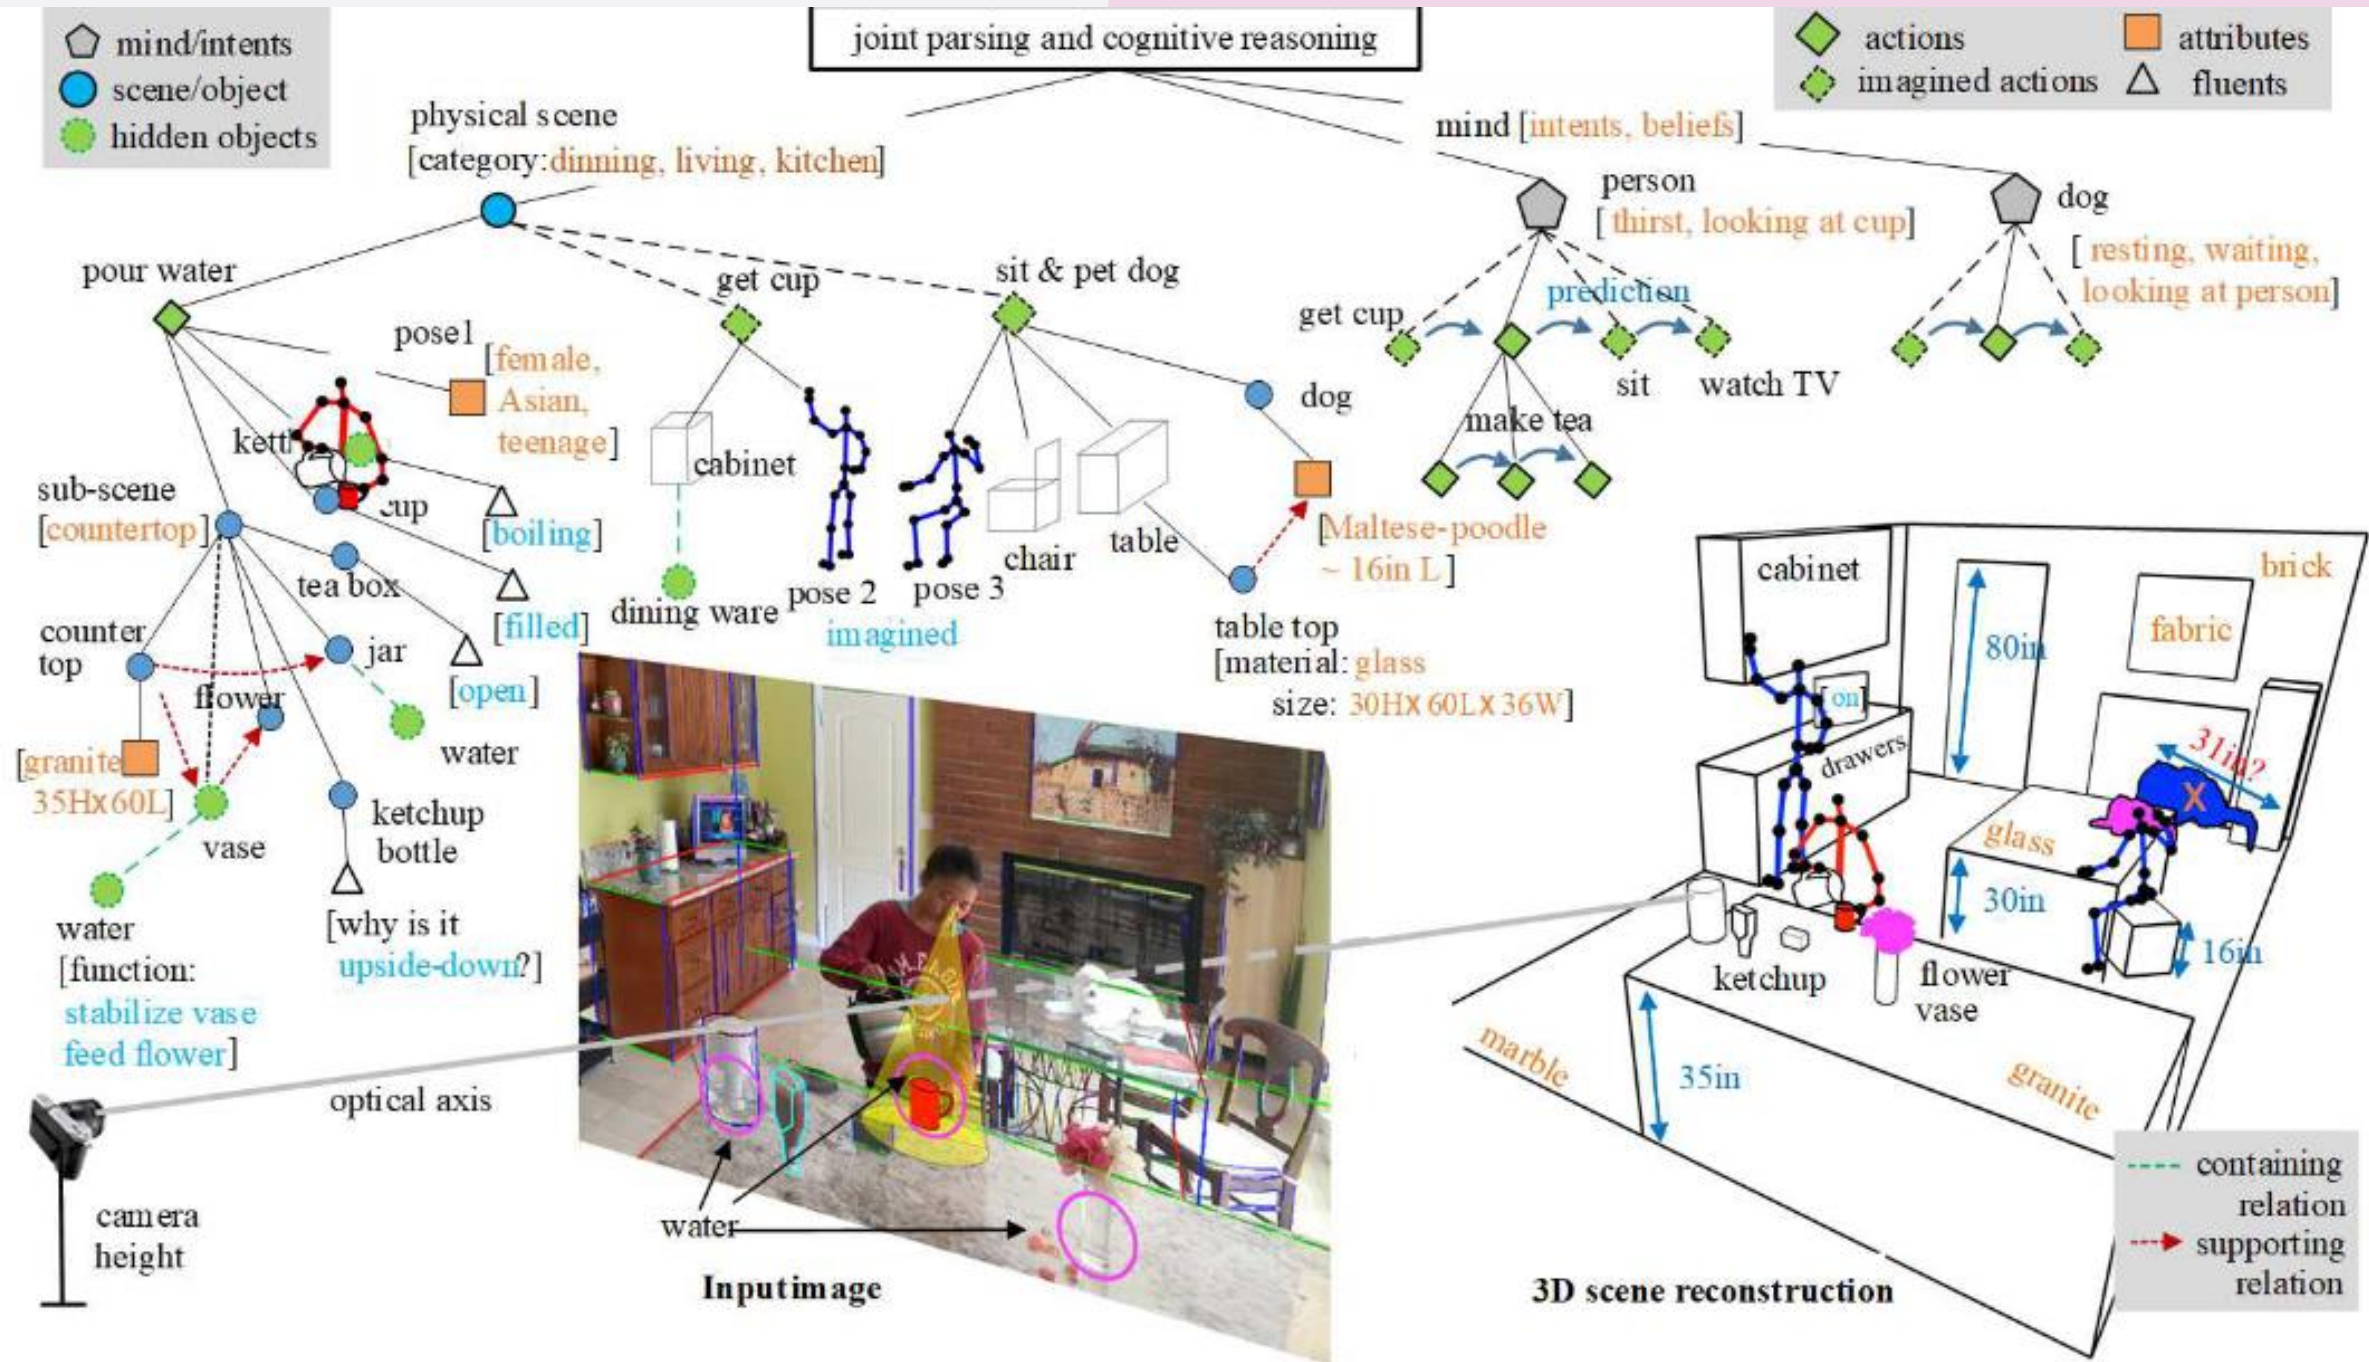 joint parsing and cognitive reasoning
mind/intents
scene/object
hidden objects
actions
attributes
imagined actions
fluents
physical scene
[category:dinning, living, kitchen]
mind [intents, beliefs]
person
[ thirst, looking at cup]
dog
[ resting, waiting,
looking at person]
pour water
get cup
sit & pet dog
get cup
prediction
sit
watch TV
make tea
pose1
[female,
Asian,
teenage]
kettl
cup
[boiling]
[filled]
sub-scene
[countertop]
tea box
[open]
counter
top
jar
flower
water
[granite
35Hx60L]
vase
ketchup
bottle
water
[function:
stabilize vase
feed flower]
[why is it
upside-down?]
cabinet
dining ware
pose 2
pose 3
imagined
chair
table
dog
[Maltese-poodle
~ 16in L]
table top
[material: glass
size: 30HX60LX36W]
optical axis
camera
height
water
Input image
cabinet
brick
fabric
80in
[on]
drawers
31in?
X
glass
30in
16in
ketchup
flower
vase
marble
35in
granite
3D scene reconstruction
containing
relation
supporting
relation